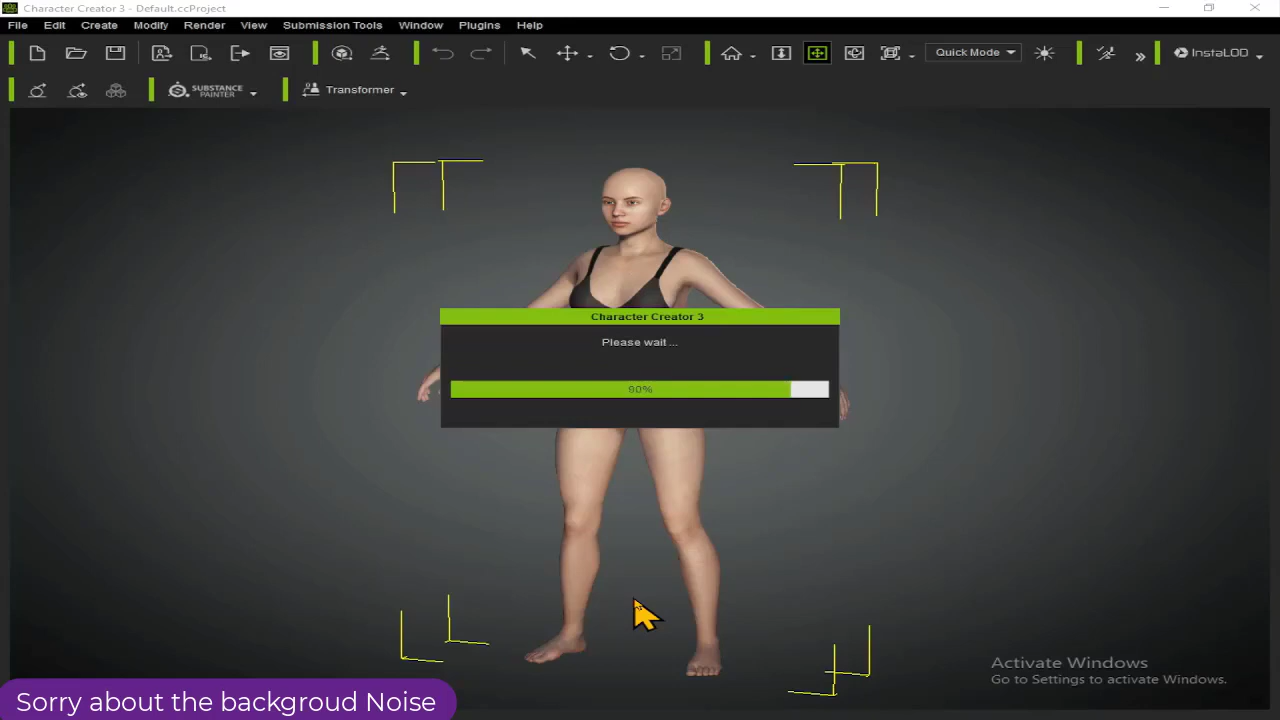 Character Creator 3 - Default.ccProject
File Edit Create Modify Render View Submission Tools Window Plugins Help
Quick Mode
InstaLOD
SUBSTANCE
PAINTER
Transformer
Character Creator 3
Please wait ...
90%
Activate Windows
Go to Settings to activate Windows.
Sorry about the backgroud Noise